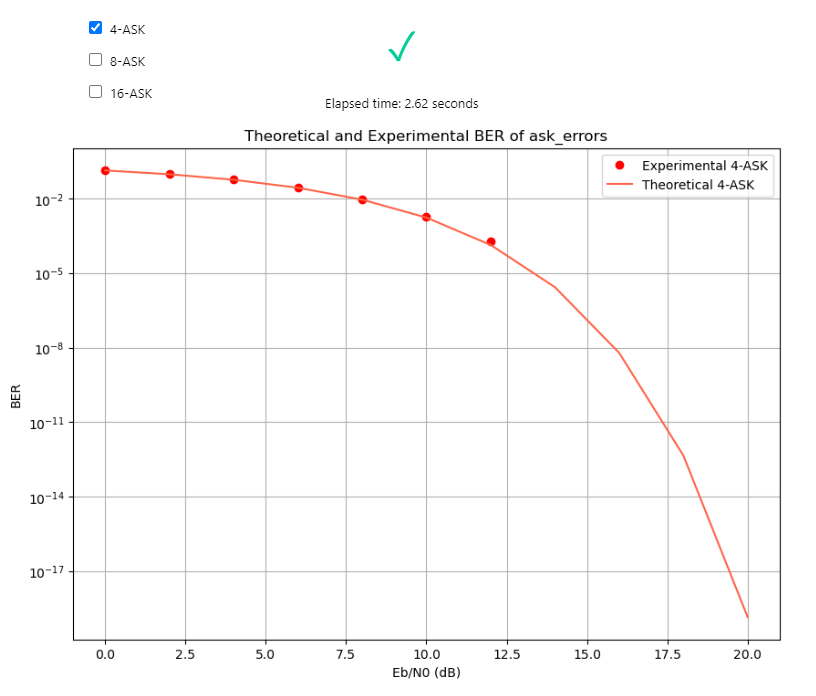 4-ASK
8-ASK
16-ASK
Elapsed time: 2.62 seconds
Theoretical and Experimental BER of ask_errors
Experimental 4-ASK
Theoretical 4-ASK
10⁻²
10⁻⁵
10⁻⁸
10⁻¹¹
10⁻¹⁴
10⁻¹⁷
BER
0.0 2.5 5.0 7.5 10.0 12.5 15.0 17.5 20.0
Eb/N0 (dB)